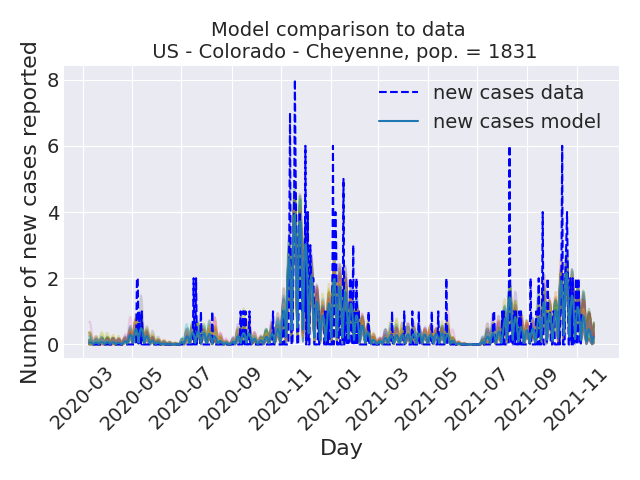 Model comparison to data
US - Colorado - Cheyenne, pop. = 1831
Number of new cases reported
8
6
4
2
0
new cases data
new cases model
2020-03
2020-05
2020-07
2020-09
2020-11
2021-01
2021-03
2021-05
2021-07
2021-09
2021-11
Day